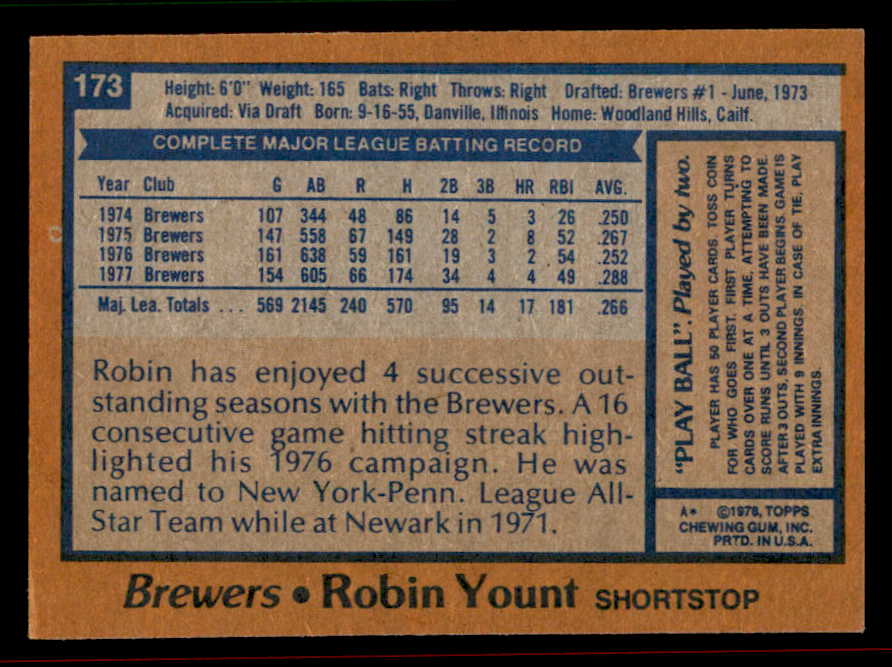 173
Height: 6'0" Weight: 165 Bats: Right Throws: Right Drafted: Brewers #1 - June, 1973
Acquired: Via Draft Born: 9-16-55, Danville, Illinois Home: Woodland Hills, Calif.
COMPLETE MAJOR LEAGUE BATTING RECORD
Year Club G AB R H 2B 3B HR RBI AVG.
1974 Brewers 107 344 48 86 14 5 3 26 .250
1975 Brewers 147 558 67 149 28 2 8 52 .267
1976 Brewers 161 638 59 161 19 3 2 54 .252
1977 Brewers 154 605 66 174 34 4 4 49 .288
Maj. Lea. Totals ... 569 2145 240 570 95 14 17 181 .266
Robin has enjoyed 4 successive out-
standing seasons with the Brewers. A 16
consecutive game hitting streak high-
lighted his 1976 campaign. He was
named to New York-Penn. League All-
Star Team while at Newark in 1971.
"PLAY BALL". Played by two.
PLAYER HAS 50 PLAYER CARDS. TOSS COIN
FOR WHO GOES FIRST. FIRST PLAYER TURNS
CARDS OVER ONE AT A TIME, ATTEMPTING TO
SCORE RUNS UNTIL 3 OUTS HAVE BEEN MADE.
AFTER 3 OUTS, SECOND PLAYER BEGINS. GAME IS
PLAYED WITH 9 INNINGS. IN CASE OF TIE, PLAY
EXTRA INNINGS.
A* ©1978, TOPPS
CHEWING GUM, INC.
PRTD. IN U.S.A.
Brewers • Robin Yount SHORTSTOP